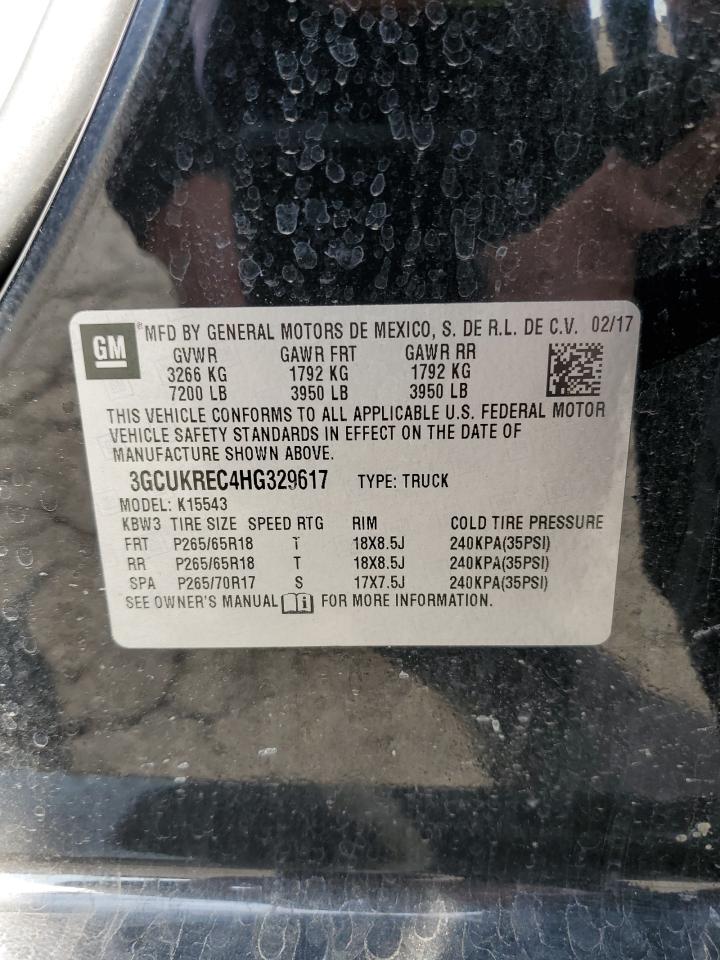 GM
® MFD BY GENERAL MOTORS DE MEXICO, S. DE R.L. DE C.V. 02/17
GVWR GAWR FRT GAWR RR
3266 KG 1792 KG 1792 KG
7200 LB 3950 LB 3950 LB
THIS VEHICLE CONFORMS TO ALL APPLICABLE U.S. FEDERAL MOTOR
VEHICLE SAFETY STANDARDS IN EFFECT ON THE DATE OF
MANUFACTURE SHOWN ABOVE.
3GCUKREC4HG329617 TYPE: TRUCK
MODEL: K15543
KBW3 TIRE SIZE SPEED RTG RIM COLD TIRE PRESSURE
FRT P265/65R18 T 18X8.5J 240KPA(35PSI)
RR P265/65R18 T 18X8.5J 240KPA(35PSI)
SPA P265/70R17 S 17X7.5J 240KPA(35PSI)
SEE OWNER'S MANUAL i FOR MORE INFORMATION.